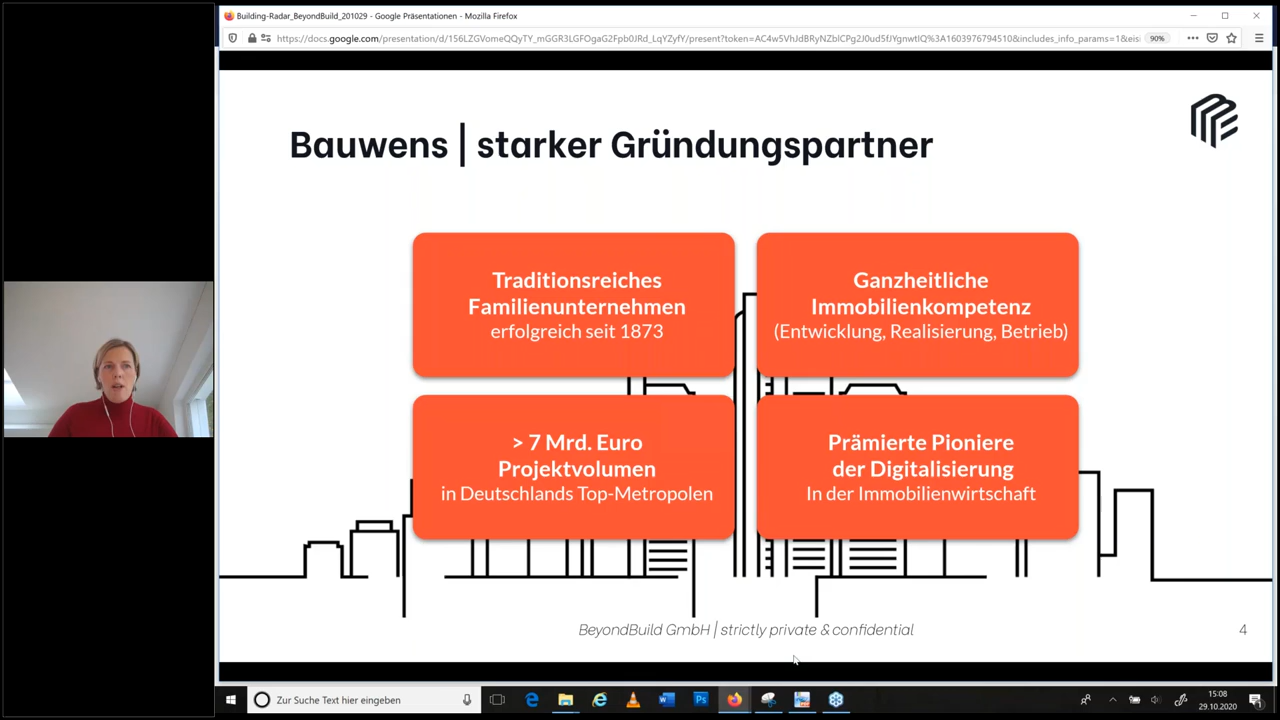 Building-Radar_BeyondBuild_201029 - Google Präsentationen - Mozilla Firefox
90%
Bauwens | starker Gründungspartner
Traditionsreiches
Familienunternehmen
erfolgreich seit 1873
Ganzheitliche
Immobilienkompetenz
(Entwicklung, Realisierung, Betrieb)
> 7 Mrd. Euro
Projektvolumen
in Deutschlands Top-Metropolen
Prämierte Pioniere
der Digitalisierung
In der Immobilienwirtschaft
BeyondBuild GmbH | strictly private & confidential
4
Zur Suche Text hier eingeben
15:08
29.10.2020